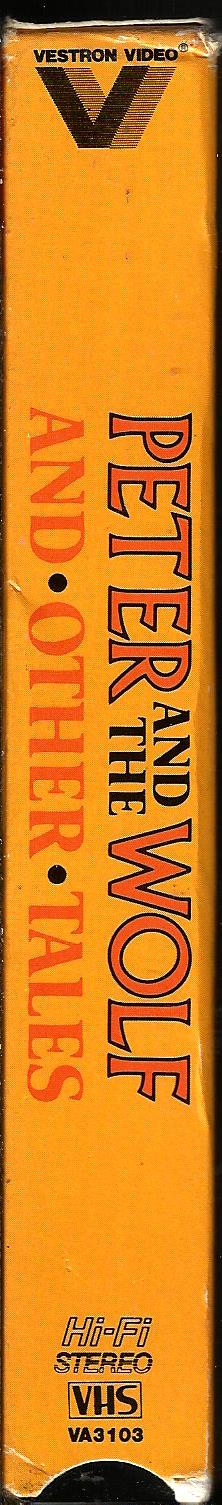 VESTRON VIDEO®
V
PETER AND THE WOLF
AND • OTHER • TALES
Hi-Fi
STEREO
VHS
VA3103